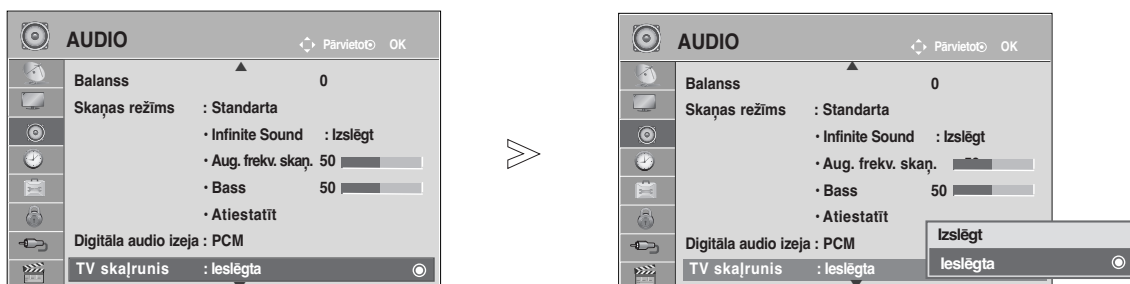 AUDIO Pārvietot OK
Balanss 0
Skaņas režīms : Standarta
• Infinite Sound : Izslēgt
• Aug. frekv. skaņ. 50
• Bass 50
• Atiestatīt
Digitāla audio izeja : PCM
TV skaļrunis : Ieslēgta
AUDIO Pārvietot OK
Balanss 0
Skaņas režīms : Standarta
• Infinite Sound : Izslēgt
• Aug. frekv. skaņ. 50
• Bass 50
• Atiestatīt
Digitāla audio izeja : PCM
TV skaļrunis : Ieslēgta
Izslēgt
Ieslēgta